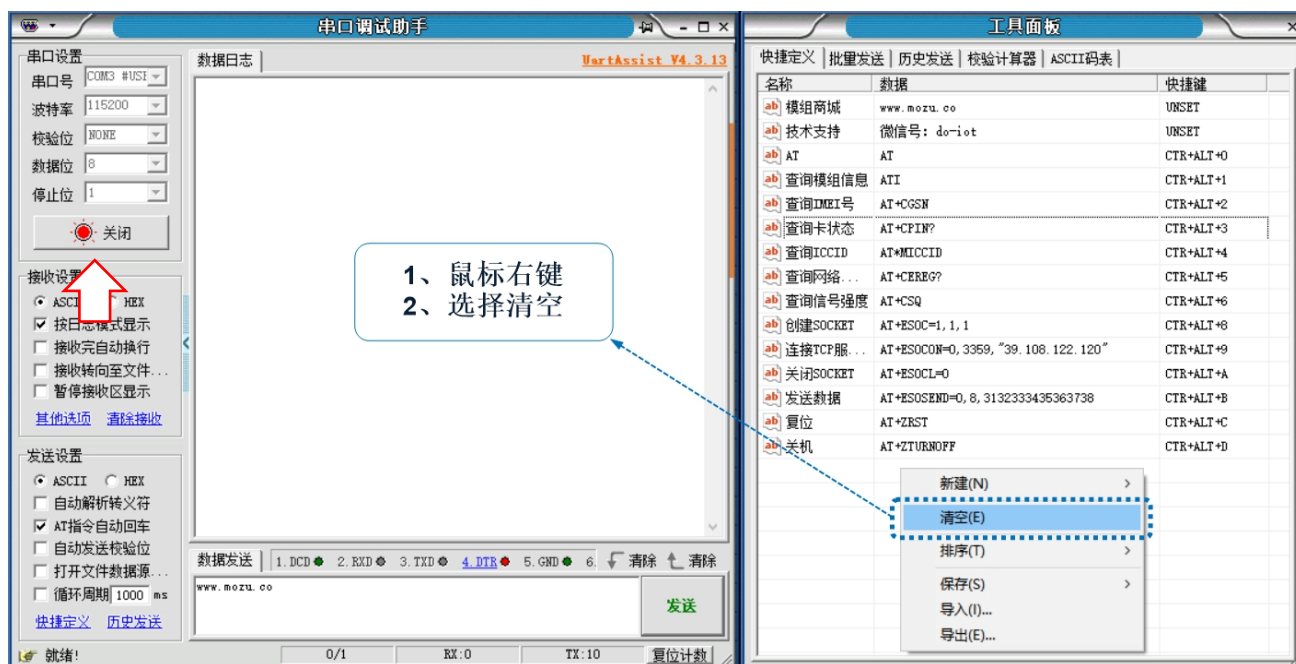 串口调试助手
串口设置
串口号 COM3 #USE
波特率 115200
校验位 NONE
数据位 8
停止位 1
关闭
接收设置
ASCI HEX
按日志模式显示
接收完自动换行
接收转向至文件...
暂停接收区显示
其他选项 清除接收
发送设置
ASCII HEX
自动解析转义符
AT指令自动回车
自动发送校验位
打开文件数据源...
循环周期 1000 ms
快捷定义 历史发送
就绪!
数据日志
UartAssist V4.3.13
1、鼠标右键
2、选择清空
数据发送 1.DCD 2.RXD 3.TXD 4.DTR 5.GND 6. 清除 清除
www.mozu.co
发送
0/1 RX:0 TX:10 复位计数
工具面板
快捷定义 批量发送 历史发送 校验计算器 ASCII码表
名称 数据 快捷键
模组商城 www.mozu.co UNSET
技术支持 微信号: do-iot UNSET
AT AT CTR+ALT+0
查询模组信息 ATI CTR+ALT+1
查询IMEI号 AT+CGSN CTR+ALT+2
查询卡状态 AT+CPIN? CTR+ALT+3
查询ICCID AT*MICCID CTR+ALT+4
查询网络... AT+CEREG? CTR+ALT+5
查询信号强度 AT+CSQ CTR+ALT+6
创建SOCKET AT+ESOC=1,1,1 CTR+ALT+8
连接TCP服... AT+ESOCON=0,3359,"39.108.122.120" CTR+ALT+9
关闭SOCKET AT+ESOCL=0 CTR+ALT+A
发送数据 AT+ESOSEND=0,8,3132333435363738 CTR+ALT+B
复位 AT+ZRST CTR+ALT+C
关机 AT+ZTURNOFF CTR+ALT+D
新建(N)
清空(E)
排序(T)
保存(S)
导入(I)...
导出(E)...